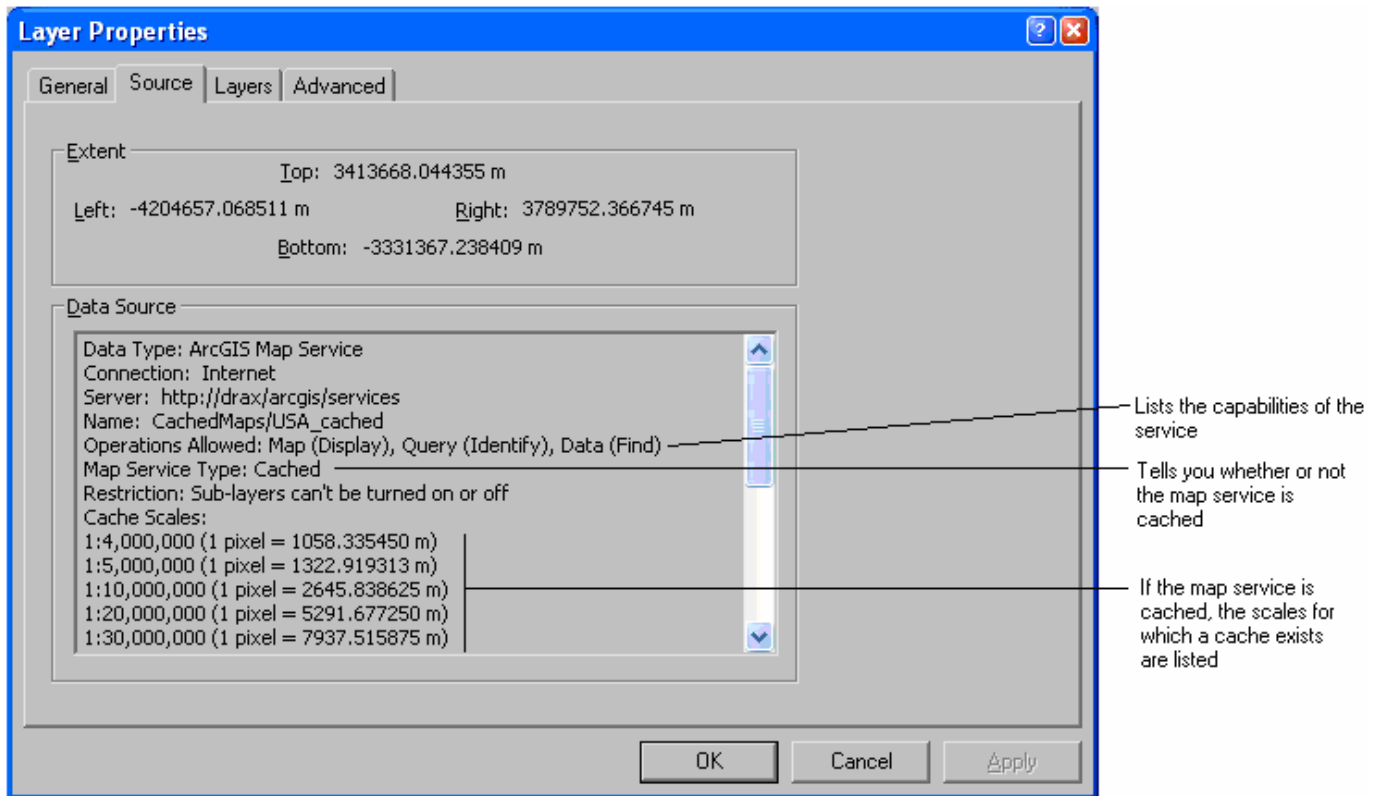 Layer Properties
General Source Layers Advanced
Extent
Top: 3413668.044355 m
Left: -4204657.068511 m Right: 3789752.366745 m
Bottom: -3331367.238409 m
Data Source
Data Type: ArcGIS Map Service
Connection: Internet
Server: http://drax/arcgis/services
Name: CachedMaps/USA_cached
Operations Allowed: Map (Display), Query (Identify), Data (Find)
Map Service Type: Cached
Restriction: Sub-layers can't be turned on or off
Cache Scales:
1:4,000,000 (1 pixel = 1058.335450 m)
1:5,000,000 (1 pixel = 1322.919313 m)
1:10,000,000 (1 pixel = 2645.838625 m)
1:20,000,000 (1 pixel = 5291.677250 m)
1:30,000,000 (1 pixel = 7937.515875 m)
Lists the capabilities of the
service
Tells you whether or not
the map service is
cached
If the map service is
cached, the scales for
which a cache exists
are listed
OK Cancel Apply